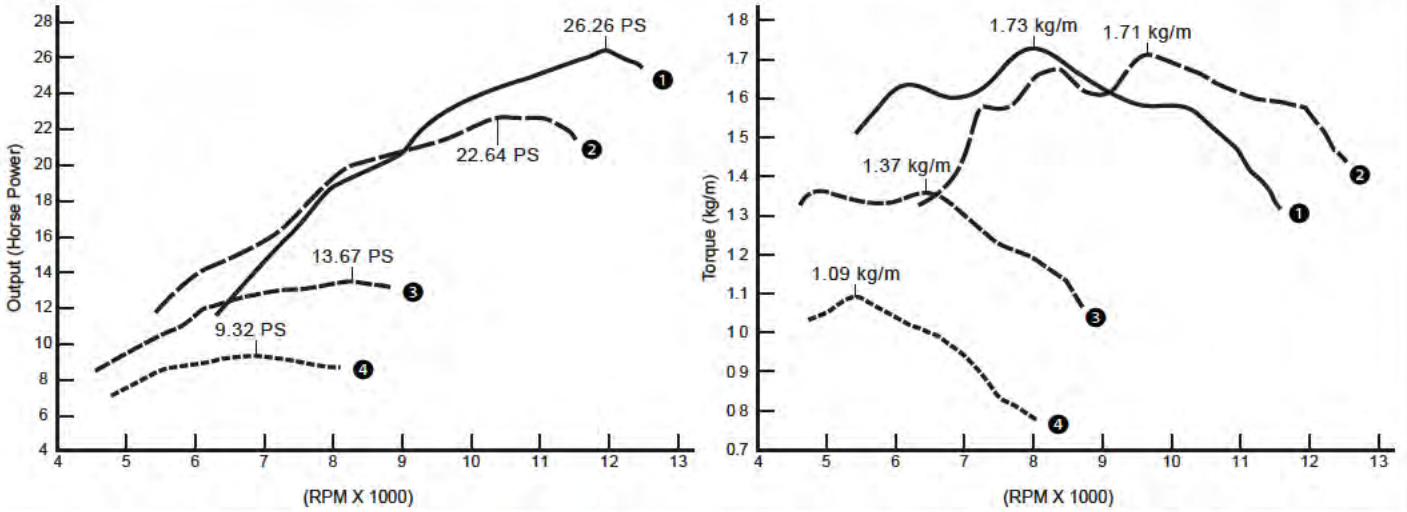 28
26
24
22
20
18
16
14
12
10
8
6
4
Output (Horse Power)
26.26 PS
22.64 PS
13.67 PS
9.32 PS
1
2
3
4
4 5 6 7 8 9 10 11 12 13
(RPM X 1000)
1 8
1.7
1.6
1.5
1.4
1.3
1.2
1.1
1 0
0 9
0.8
0.7
Torque (kg/m)
1.73 kg/m
1.71 kg/m
1.37 kg/m
1.09 kg/m
2
1
3
4
4 5 6 7 8 9 10 11 12 13
(RPM X 1000)